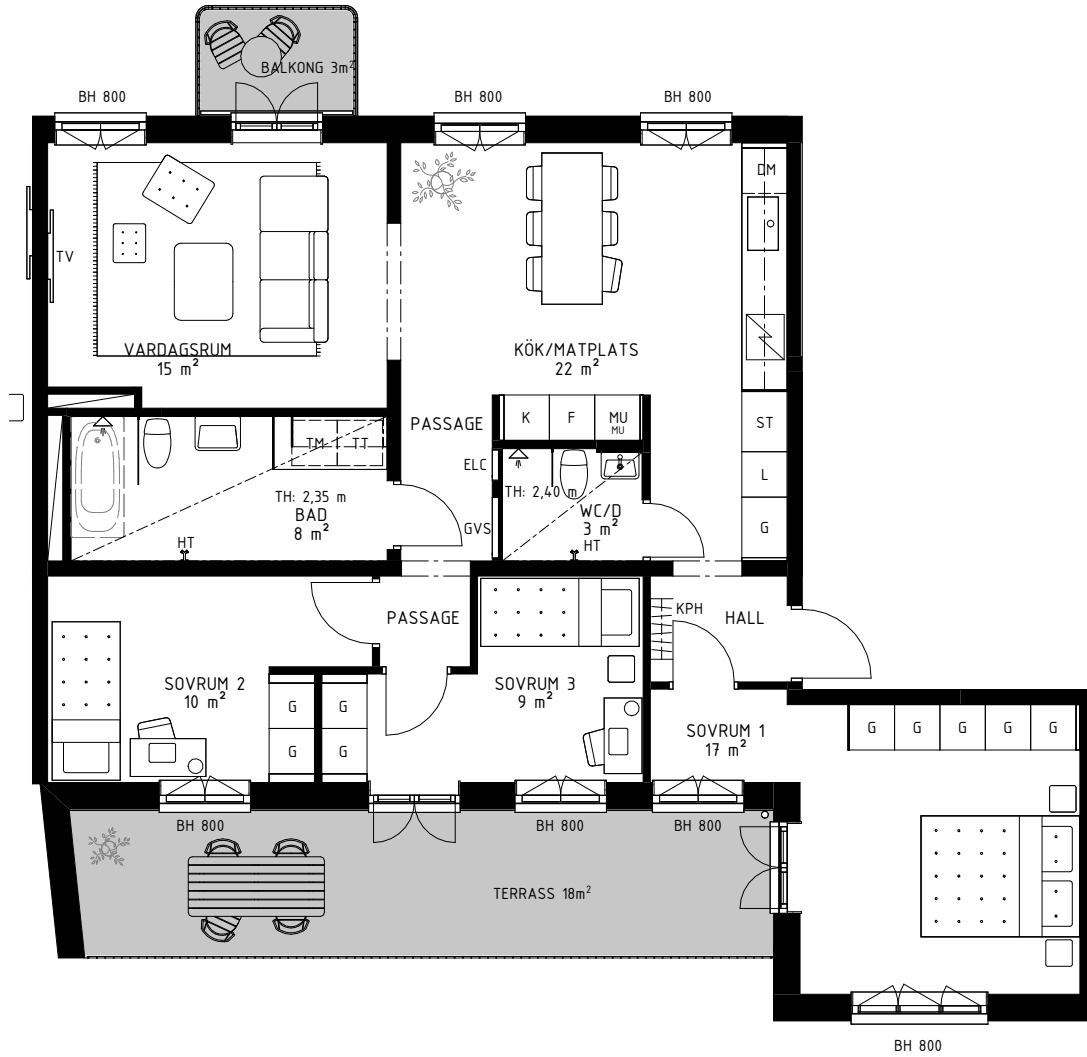 BALKONG 3m²
BH 800
BH 800
BH 800
DM
TV
VARDAGSRUM
15 m²
KÖK/MATPLATS
22 m²
PASSAGE
K
F
MU
MU
ST
TM
TT
ELC
L
TH: 2,35 m
BAD
8 m²
TH: 2,40 m
WC/D
3 m²
GVS
G
HT
HT
PASSAGE
KPH
HALL
SOVRUM 2
10 m²
SOVRUM 3
9 m²
G
G
G
G
SOVRUM 1
17 m²
G
G
G
G
G
BH 800
BH 800
BH 800
TERRASS 18m²
BH 800